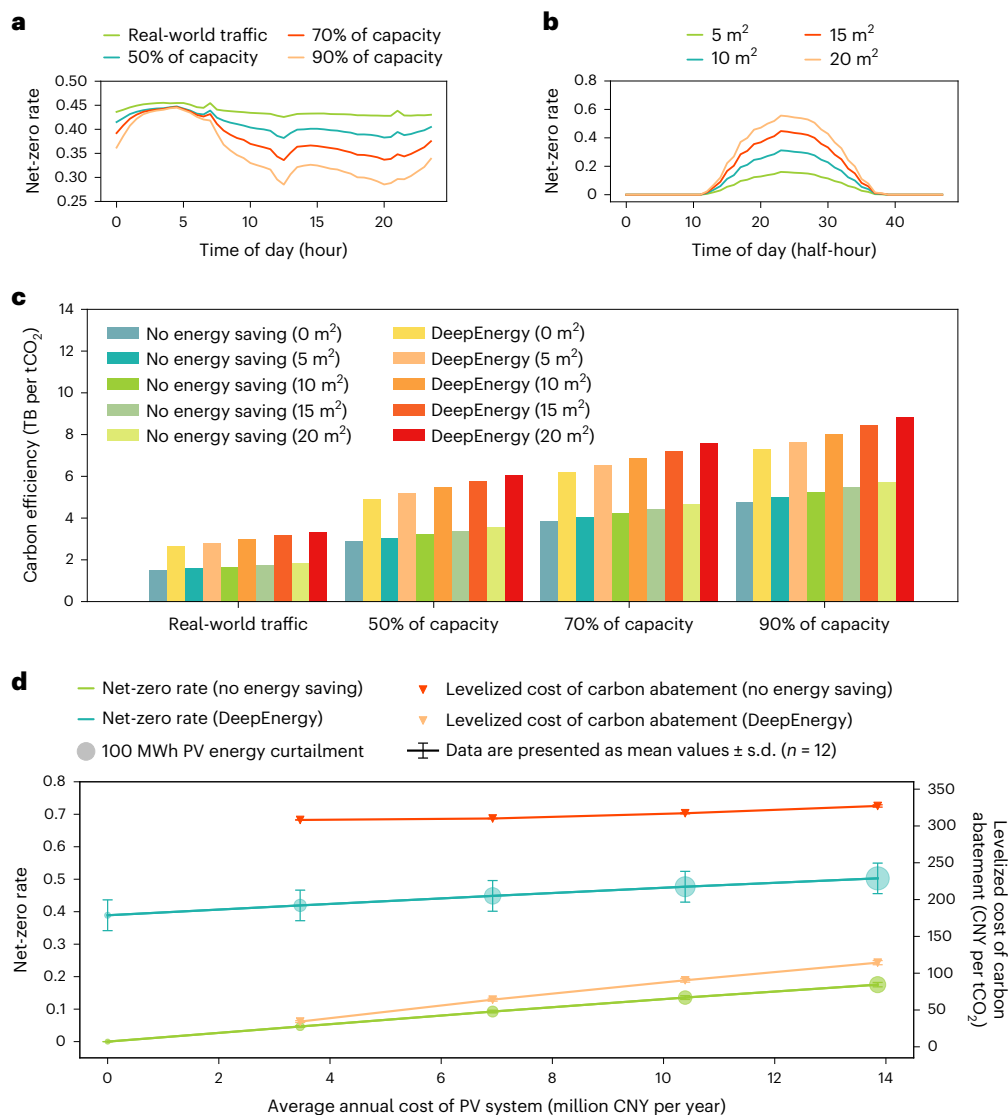 a
Real-world traffic
70% of capacity
50% of capacity
90% of capacity
Net-zero rate
0.50
0.45
0.40
0.35
0.30
0.25
0
5
10
15
20
Time of day (hour)
b
5 m²
15 m²
10 m²
20 m²
Net-zero rate
0.8
0.6
0.4
0.2
0
0
10
20
30
40
Time of day (half-hour)
c
Carbon efficiency (TB per tCO₂)
14
12
10
8
6
4
2
0
No energy saving (0 m²)
No energy saving (5 m²)
No energy saving (10 m²)
No energy saving (15 m²)
No energy saving (20 m²)
DeepEnergy (0 m²)
DeepEnergy (5 m²)
DeepEnergy (10 m²)
DeepEnergy (15 m²)
DeepEnergy (20 m²)
Real-world traffic
50% of capacity
70% of capacity
90% of capacity
d
Net-zero rate (no energy saving)
Levelized cost of carbon abatement (no energy saving)
Net-zero rate (DeepEnergy)
Levelized cost of carbon abatement (DeepEnergy)
100 MWh PV energy curtailment
Data are presented as mean values ± s.d. (n = 12)
Net-zero rate
0.8
0.7
0.6
0.5
0.4
0.3
0.2
0.1
0
350
300
250
200
150
100
50
0
Levelized cost of carbon
abatement (CNY per tCO₂)
0
2
4
6
8
10
12
14
Average annual cost of PV system (million CNY per year)